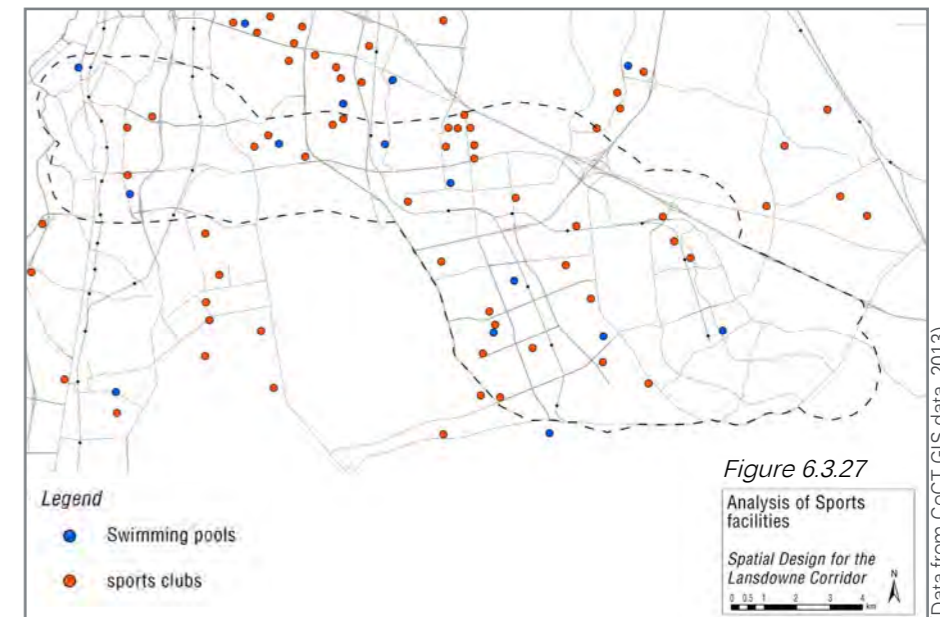 Legend
Swimming pools
sports clubs
Figure 6.3.27
Analysis of Sports
facilities
Spatial Design for the
Lansdowne Corridor
N
0 0.5 1 2 3 4
km
Data from CoCT GIS data, 2013)